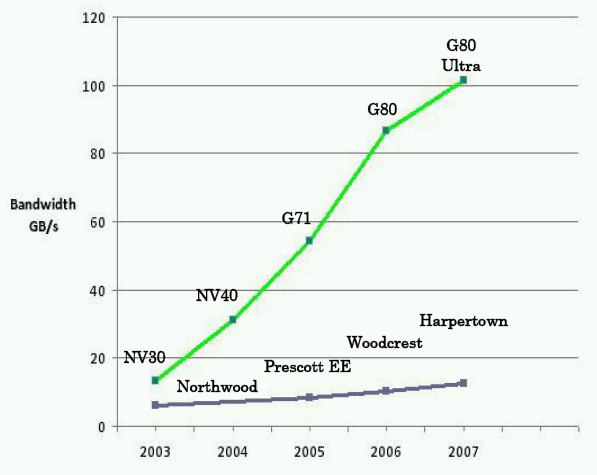 120
G80
Ultra
100
G80
80
Bandwidth
GB/s
60
G71
40
NV40
Harpertown
Woodcrest
20
NV30
Prescott EE
Northwood
0
2003 2004 2005 2006 2007